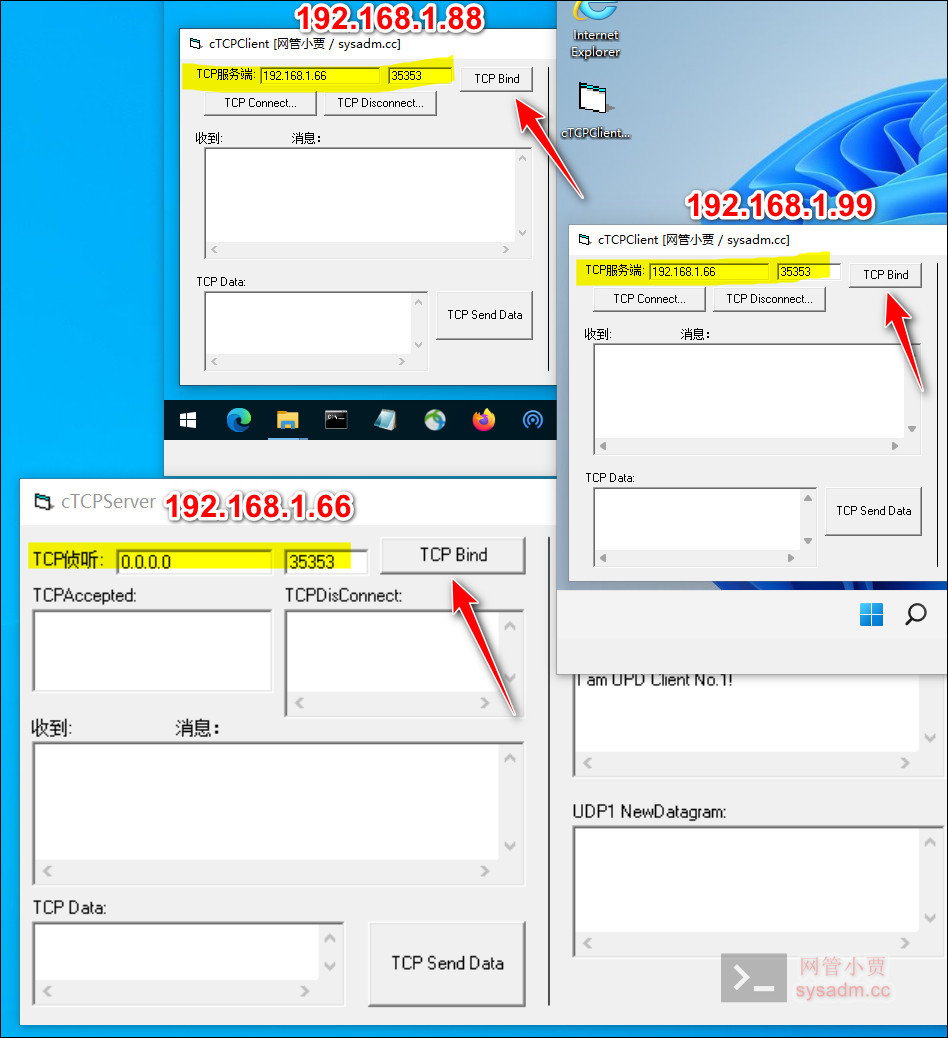 192.168.1.88
cTCPClient [网管小贾 / sysadm.cc]
TCP服务端: 192.168.1.66 35353 TCP Bind
TCP Connect... TCP Disconnect...
收到: 消息：
TCP Data:
TCP Send Data
Internet
Explorer
cTCPClient...
192.168.1.99
cTCPClient [网管小贾 / sysadm.cc]
TCP服务端: 192.168.1.66 35353 TCP Bind
TCP Connect... TCP Disconnect...
收到: 消息：
TCP Data:
TCP Send Data
cTCPServer 192.168.1.66
TCP侦听: 0.0.0.0 35353 TCP Bind
TCPAccepted: TCPDisConnect:
收到: 消息：
TCP Data:
TCP Send Data
I am UPD Client No.1!
UDP1 NewDatagram:
网管小贾
sysadm.cc